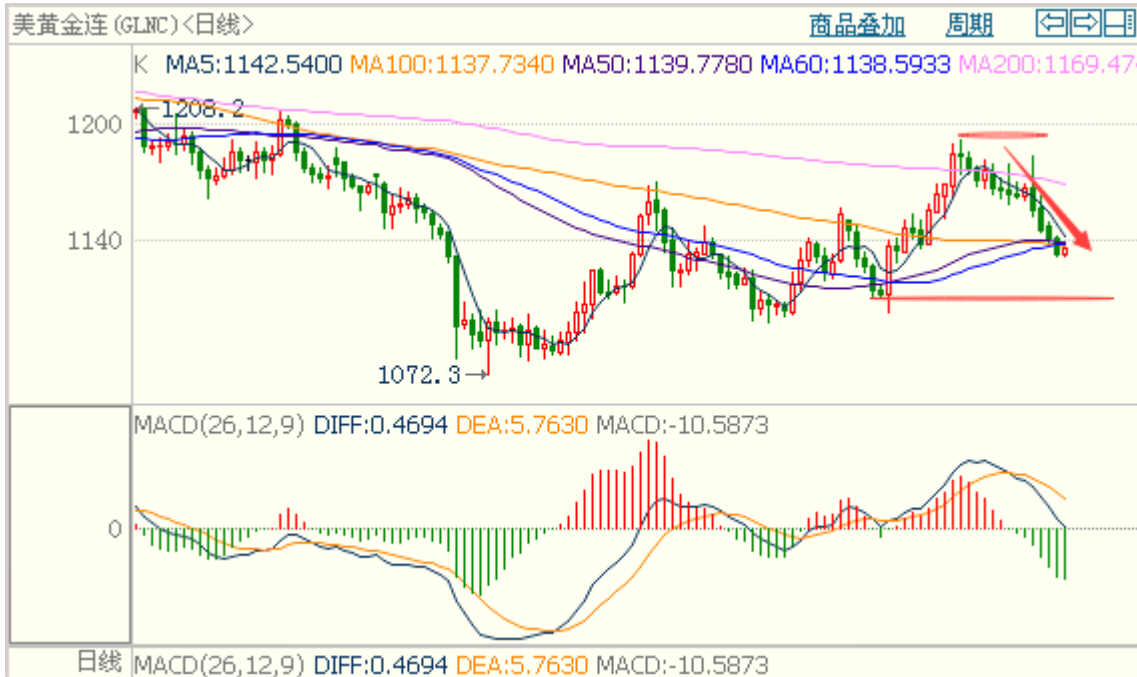 美黄金连(GLNC)<日线> 商品叠加 周期
K MA5:1142.5400 MA100:1137.7340 MA50:1139.7780 MA60:1138.5933 MA200:1169.47
1208.2
1200
1140
1072.3
MACD(26,12,9) DIFF:0.4694 DEA:5.7630 MACD:-10.5873
0
日线 MACD(26,12,9) DIFF:0.4694 DEA:5.7630 MACD:-10.5873